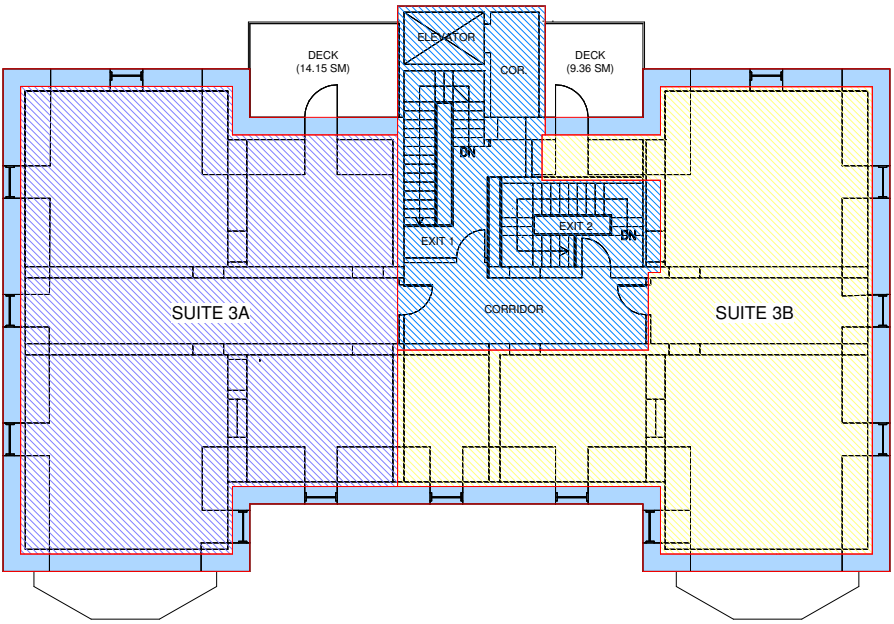 ELEVATOR
DECK
(14.15 SM)
DECK
(9.36 SM)
COR.
DN
EXIT 1
EXIT 2
DN
SUITE 3A
CORRIDOR
SUITE 3B